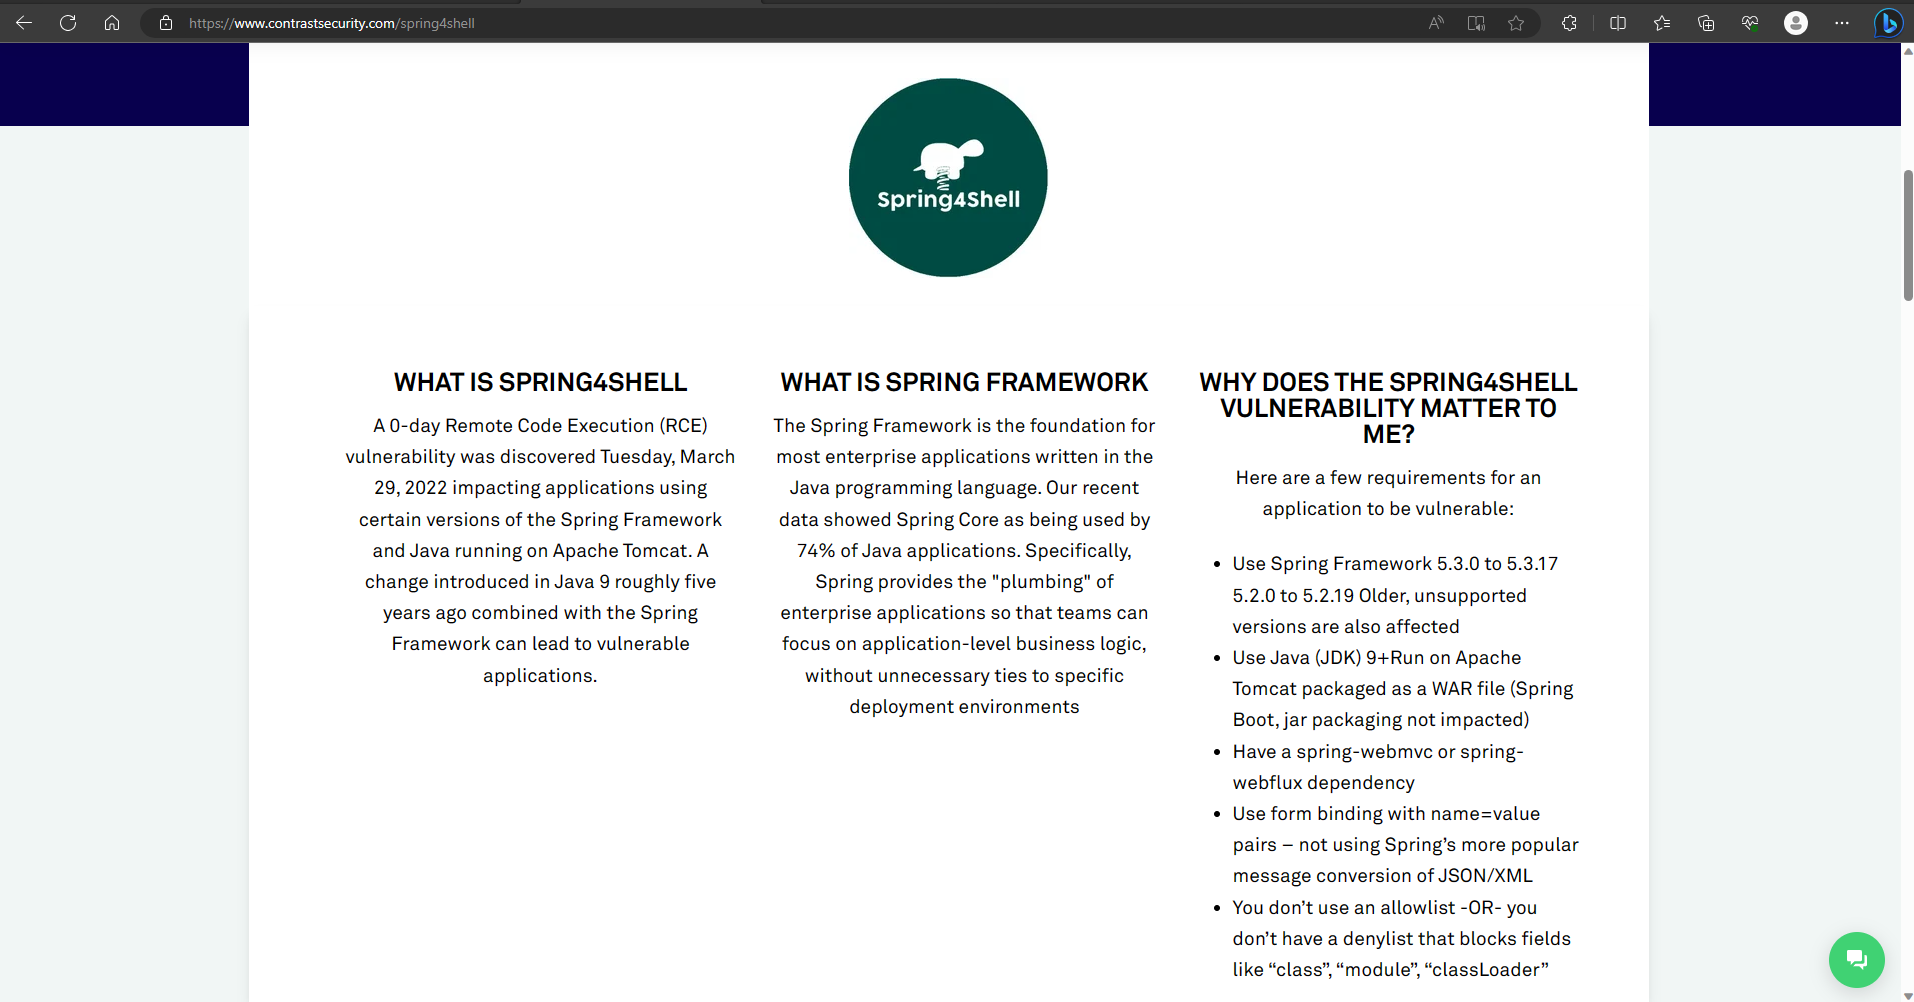 https://www.contrastsecurity.com/spring4shell
Spring4Shell
WHAT IS SPRING4SHELL
A 0-day Remote Code Execution (RCE)
vulnerability was discovered Tuesday, March
29, 2022 impacting applications using
certain versions of the Spring Framework
and Java running on Apache Tomcat. A
change introduced in Java 9 roughly five
years ago combined with the Spring
Framework can lead to vulnerable
applications.
WHAT IS SPRING FRAMEWORK
The Spring Framework is the foundation for
most enterprise applications written in the
Java programming language. Our recent
data showed Spring Core as being used by
74% of Java applications. Specifically,
Spring provides the "plumbing" of
enterprise applications so that teams can
focus on application-level business logic,
without unnecessary ties to specific
deployment environments
WHY DOES THE SPRING4SHELL
VULNERABILITY MATTER TO
ME?
Here are a few requirements for an
application to be vulnerable:
• Use Spring Framework 5.3.0 to 5.3.17
5.2.0 to 5.2.19 Older, unsupported
versions are also affected
• Use Java (JDK) 9+Run on Apache
Tomcat packaged as a WAR file (Spring
Boot, jar packaging not impacted)
• Have a spring-webmvc or spring-
webflux dependency
• Use form binding with name=value
pairs – not using Spring’s more popular
message conversion of JSON/XML
• You don’t use an allowlist -OR- you
don’t have a denylist that blocks fields
like “class”, “module”, “classLoader”